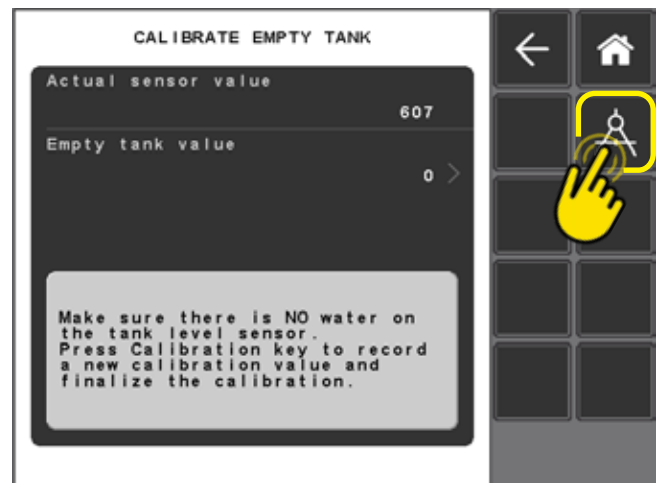 CALIBRATE EMPTY TANK
Actual sensor value
607
Empty tank value
0
Make sure there is NO water on
the tank level sensor.
Press Calibration key to record
a new calibration value and
finalize the calibration.